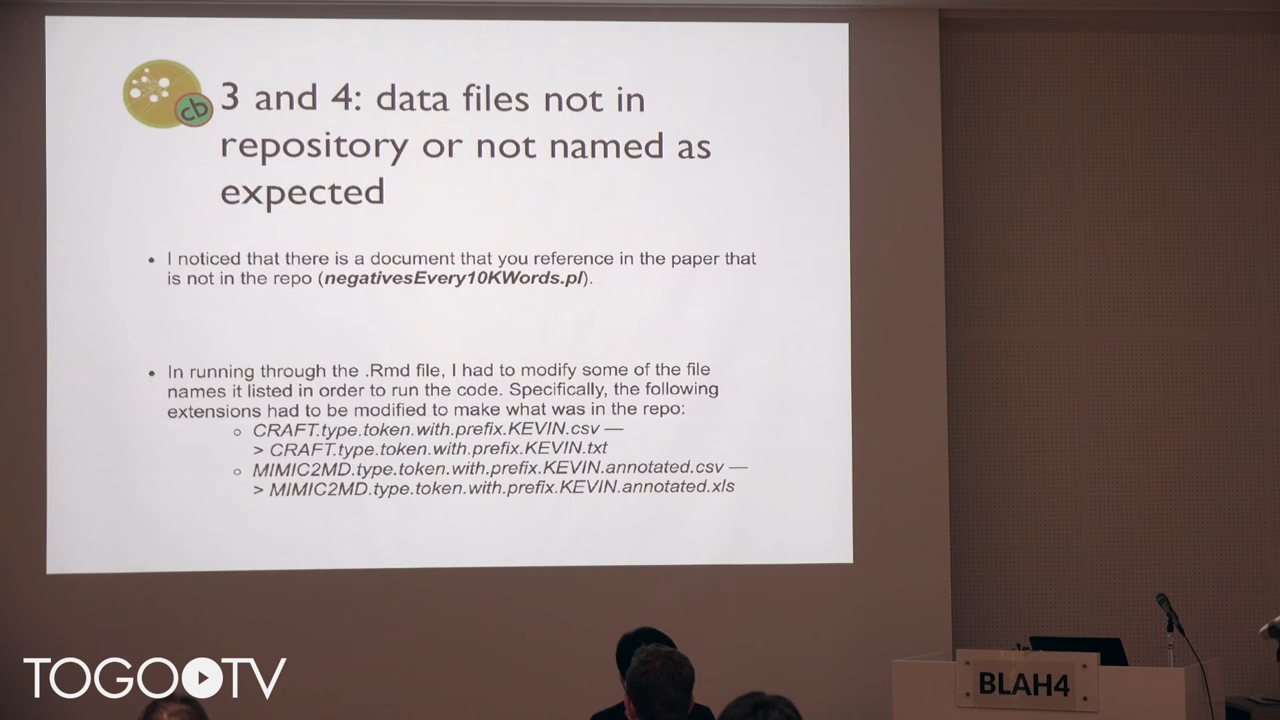 cb
3 and 4: data files not in
repository or not named as
expected
• I noticed that there is a document that you reference in the paper that
is not in the repo (negativesEvery10KWords.pl).
• In running through the .Rmd file, I had to modify some of the file
names it listed in order to run the code. Specifically, the following
extensions had to be modified to make what was in the repo:
○ CRAFT.type.token.with.prefix.KEVIN.csv —
> CRAFT.type.token.with.prefix.KEVIN.txt
○ MIMIC2MD.type.token.with.prefix.KEVIN.annotated.csv —
> MIMIC2MD.type.token.with.prefix.KEVIN.annotated.xls
TOGOTV
BLAH4